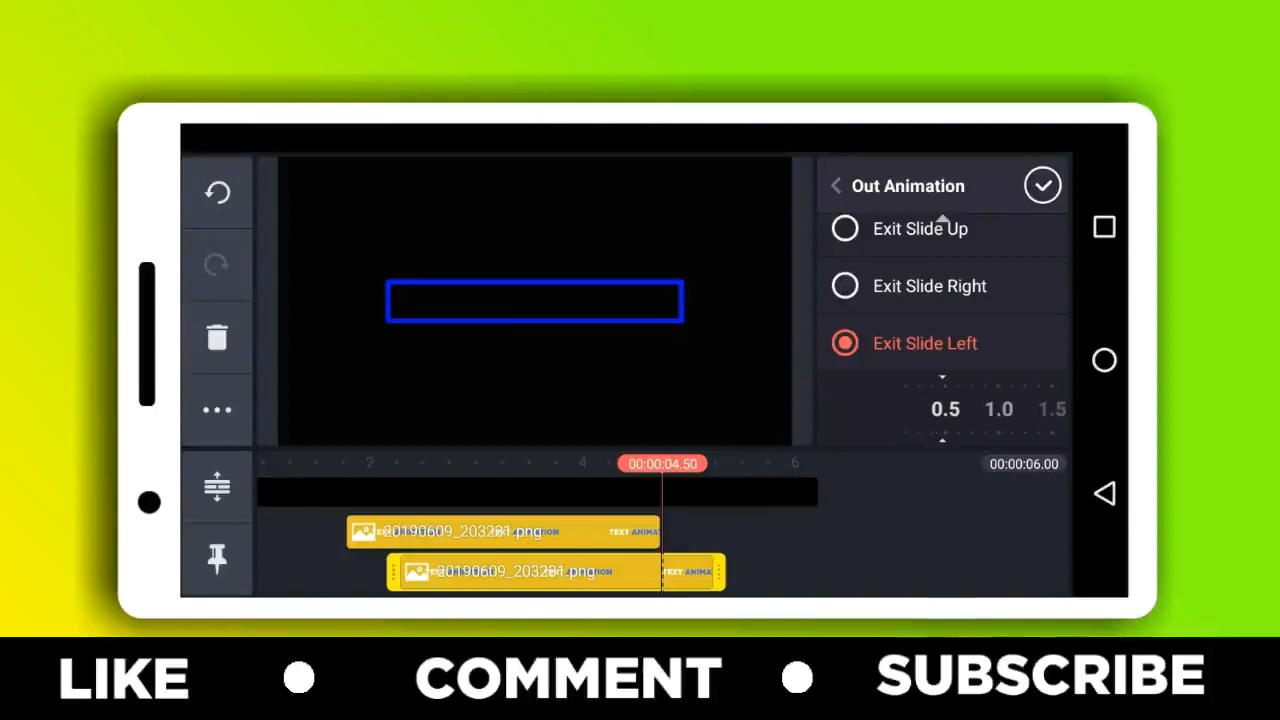 Out Animation
Exit Slide Up
Exit Slide Right
Exit Slide Left
0.5 1.0 1.5
2 4 00:00:04.50 6 00:00:06.00
20190609_203281.png
TEXT ANIMA
20190609_203281.png
TEXT ANIMA
LIKE ● COMMENT ● SUBSCRIBE